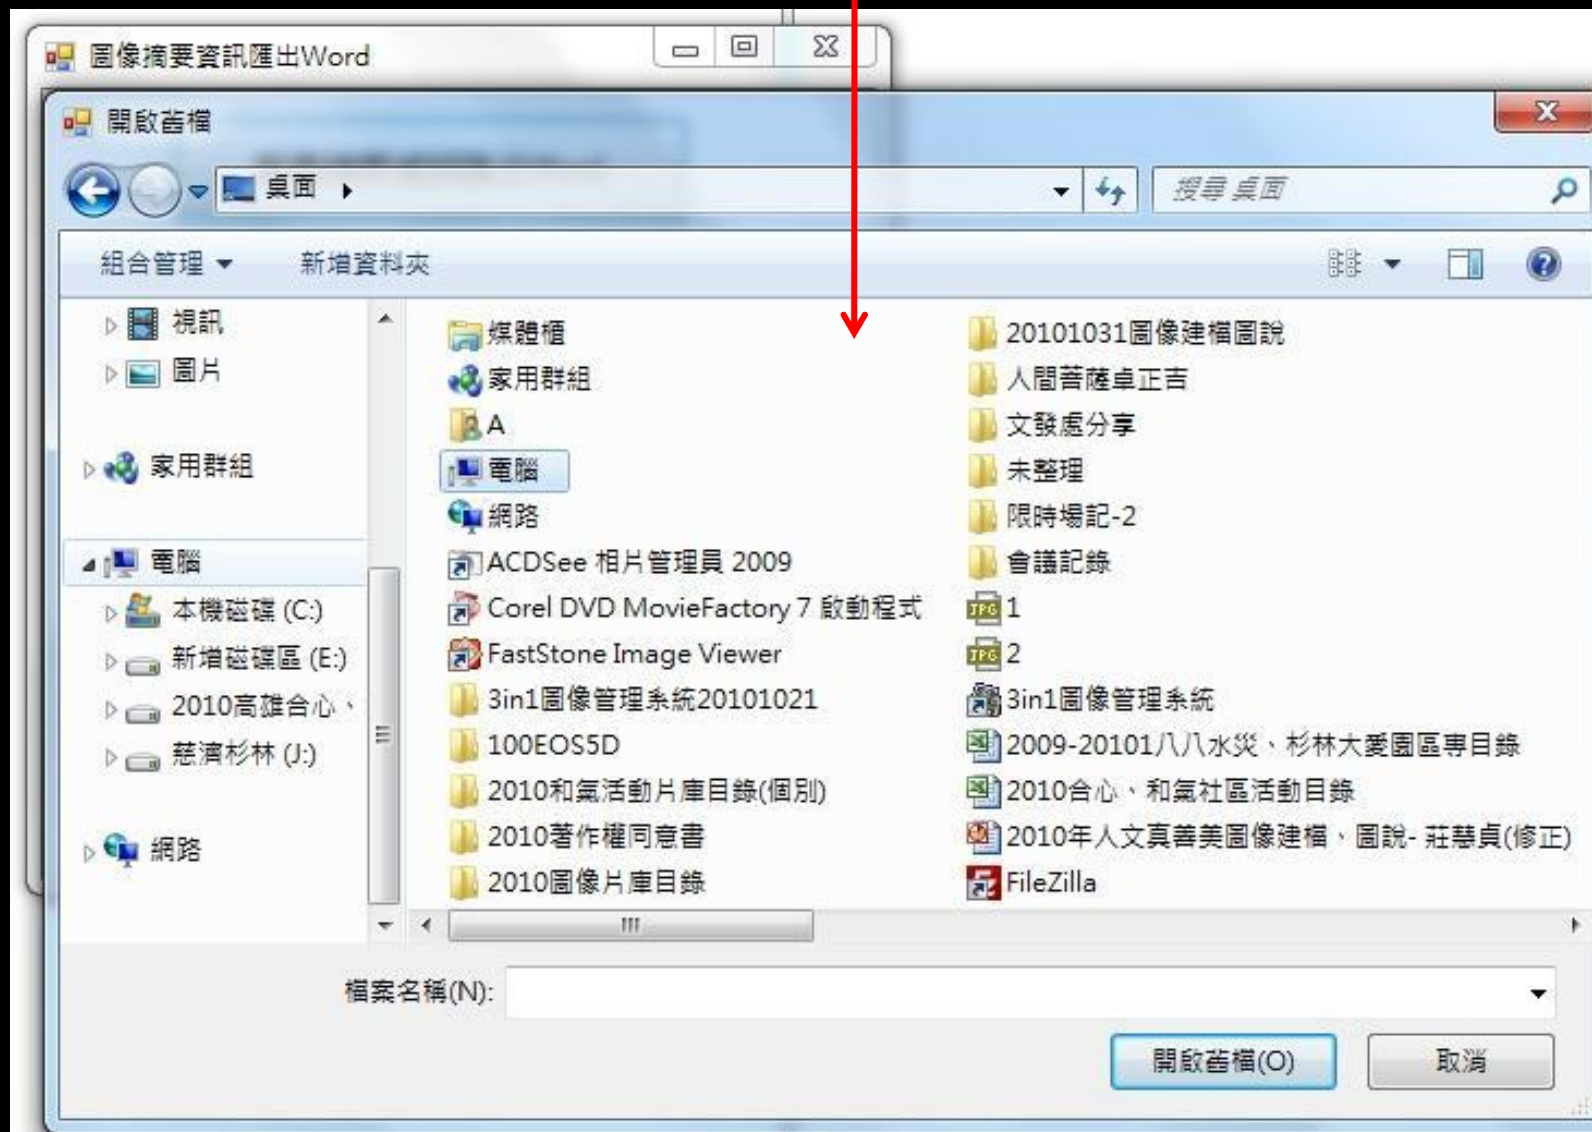 圖像摘要資訊匯出Word
開啟舊檔
桌面
搜尋 桌面
組合管理
新增資料夾
視訊
圖片
家用群組
電腦
本機磁碟 (C:)
新增磁碟區 (E:)
2010高雄合心、
慈濟杉林 (J:)
網路
媒體櫃
家用群組
A
電腦
網路
ACDSee 相片管理員 2009
Corel DVD MovieFactory 7 啟動程式
FastStone Image Viewer
3in1圖像管理系統20101021
100EOS5D
2010和氣活動片庫目錄(個別)
2010著作權同意書
2010圖像片庫目錄
20101031圖像建檔圖說
人間菩薩卓正吉
文發處分享
未整理
限時場記-2
會議記錄
JPG 1
JPG 2
3in1圖像管理系統
2009-20101八八水災、杉林大愛園區專目錄
2010合心、和氣社區活動目錄
2010年人文真善美圖像建檔、圖說- 莊慧貞(修正)
FileZilla
檔案名稱(N):
開啟舊檔(O)
取消